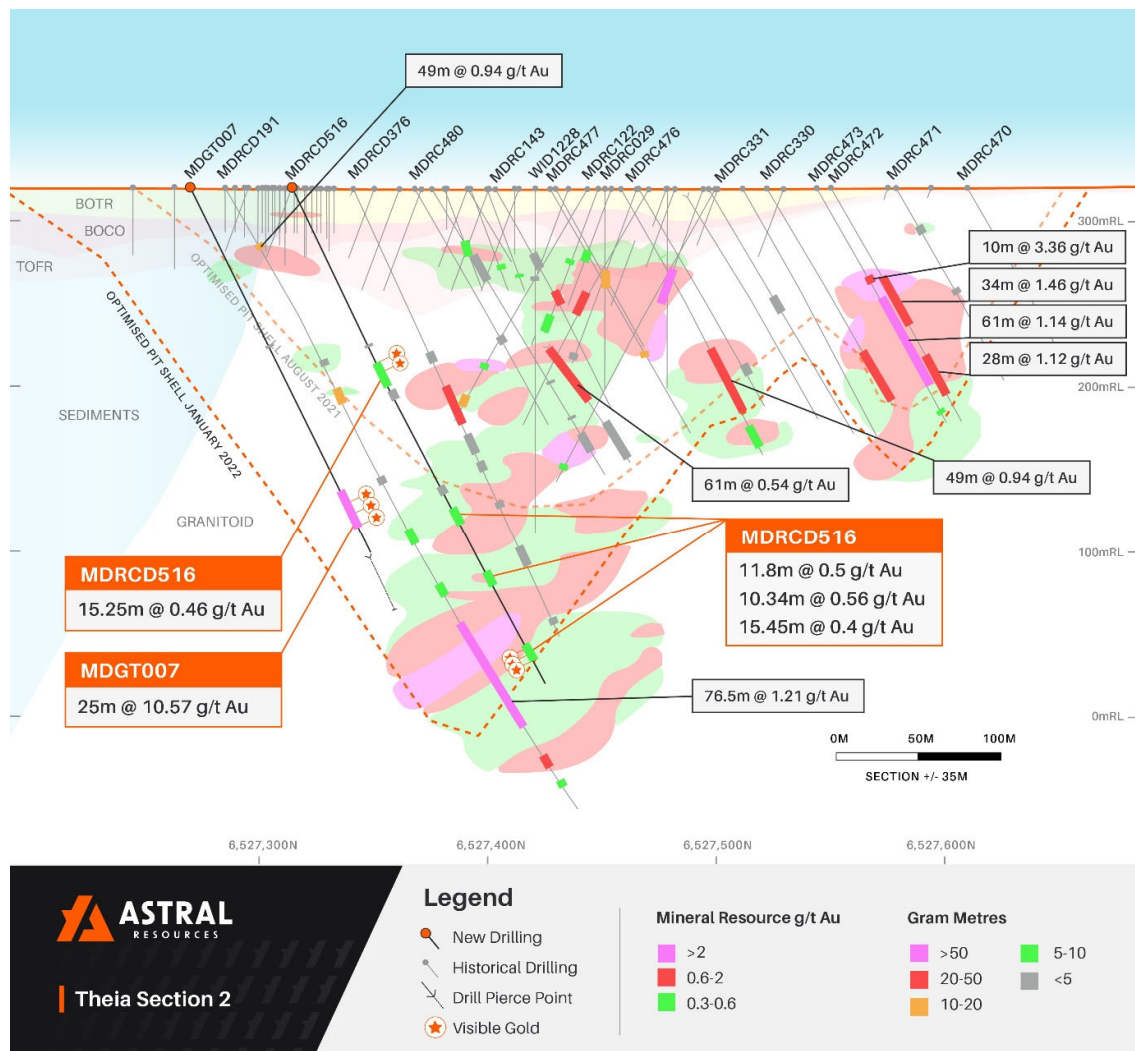 49m @ 0.94 g/t Au
MDGT007
MDRCD191
MDRCD516
MDRCD376
MDRC480
MDRC143
WID1228
MDRC477
MDRC122
MDRC029
MDRC476
MDRC331
MDRC330
MDRC473
MDRC472
MDRC471
MDRC470
BOTR
BOCO
TOFR
300mRL
OPTIMISED PIT SHELL AUGUST 2021
OPTIMISED PIT SHELL JANUARY 2022
10m @ 3.36 g/t Au
34m @ 1.46 g/t Au
61m @ 1.14 g/t Au
28m @ 1.12 g/t Au
200mRL
SEDIMENTS
61m @ 0.54 g/t Au
49m @ 0.94 g/t Au
GRANITOID
100mRL
MDRCD516
15.25m @ 0.46 g/t Au
MDRCD516
11.8m @ 0.5 g/t Au
10.34m @ 0.56 g/t Au
15.45m @ 0.4 g/t Au
MDGT007
25m @ 10.57 g/t Au
76.5m @ 1.21 g/t Au
0mRL
0M 50M 100M
SECTION +/- 35M
6,527,300N 6,527,400N 6,527,500N 6,527,600N
ASTRAL
RESOURCES
Theia Section 2
Legend
New Drilling
Historical Drilling
Drill Pierce Point
Visible Gold
Mineral Resource g/t Au
>2
0.6-2
0.3-0.6
Gram Metres
>50
20-50
10-20
5-10
<5